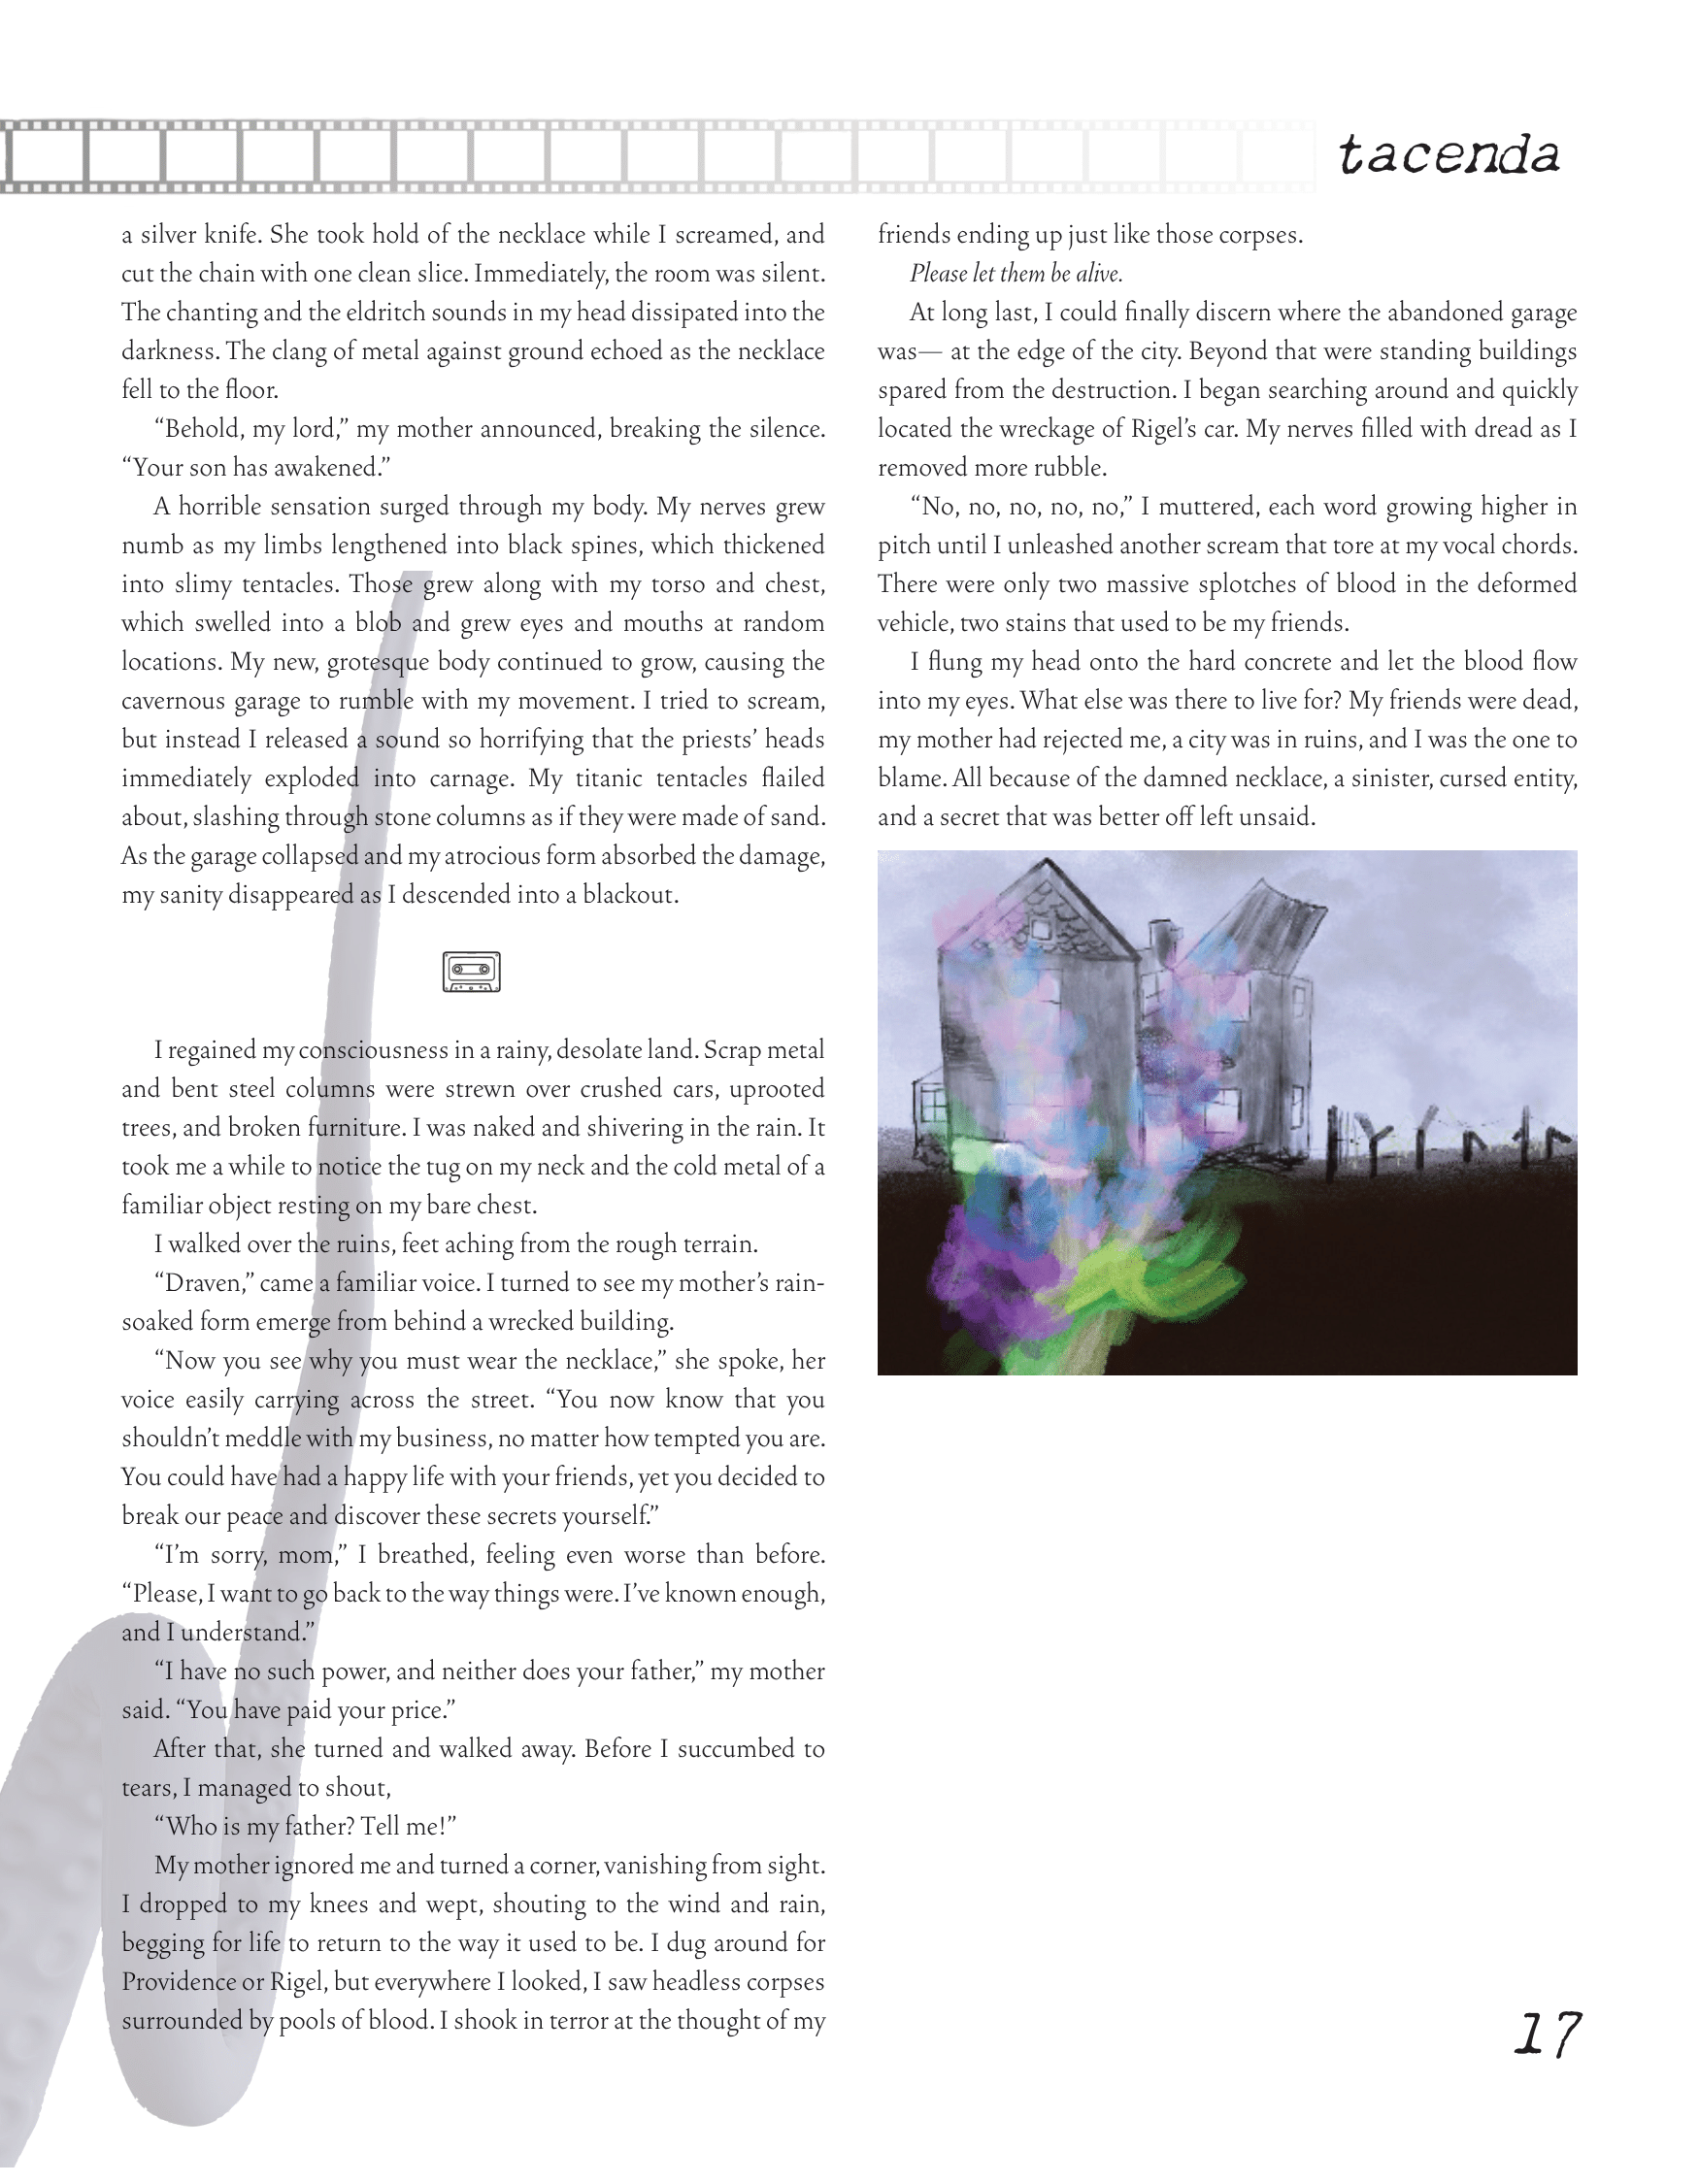 tacenda
a silver knife. She took hold of the necklace while I screamed, and
cut the chain with one clean slice. Immediately, the room was silent.
The chanting and the eldritch sounds in my head dissipated into the
darkness. The clang of metal against ground echoed as the necklace
fell to the floor.
“Behold, my lord,” my mother announced, breaking the silence.
“Your son has awakened.”
A horrible sensation surged through my body. My nerves grew
numb as my limbs lengthened into black spines, which thickened
into slimy tentacles. Those grew along with my torso and chest,
which swelled into a blob and grew eyes and mouths at random
locations. My new, grotesque body continued to grow, causing the
cavernous garage to rumble with my movement. I tried to scream,
but instead I released a sound so horrifying that the priests’ heads
immediately exploded into carnage. My titanic tentacles flailed
about, slashing through stone columns as if they were made of sand.
As the garage collapsed and my atrocious form absorbed the damage,
my sanity disappeared as I descended into a blackout.
I regained my consciousness in a rainy, desolate land. Scrap metal
and bent steel columns were strewn over crushed cars, uprooted
trees, and broken furniture. I was naked and shivering in the rain. It
took me a while to notice the tug on my neck and the cold metal of a
familiar object resting on my bare chest.
I walked over the ruins, feet aching from the rough terrain.
“Draven,” came a familiar voice. I turned to see my mother’s rain-
soaked form emerge from behind a wrecked building.
“Now you see why you must wear the necklace,” she spoke, her
voice easily carrying across the street. “You now know that you
shouldn’t meddle with my business, no matter how tempted you are.
You could have had a happy life with your friends, yet you decided to
break our peace and discover these secrets yourself.”
“I’m sorry, mom,” I breathed, feeling even worse than before.
“Please, I want to go back to the way things were. I’ve known enough,
and I understand.”
“I have no such power, and neither does your father,” my mother
said. “You have paid your price.”
After that, she turned and walked away. Before I succumbed to
tears, I managed to shout,
“Who is my father? Tell me!”
My mother ignored me and turned a corner, vanishing from sight.
I dropped to my knees and wept, shouting to the wind and rain,
begging for life to return to the way it used to be. I dug around for
Providence or Rigel, but everywhere I looked, I saw headless corpses
surrounded by pools of blood. I shook in terror at the thought of my
friends ending up just like those corpses.
Please let them be alive.
At long last, I could finally discern where the abandoned garage
was— at the edge of the city. Beyond that were standing buildings
spared from the destruction. I began searching around and quickly
located the wreckage of Rigel’s car. My nerves filled with dread as I
removed more rubble.
“No, no, no, no, no,” I muttered, each word growing higher in
pitch until I unleashed another scream that tore at my vocal chords.
There were only two massive splotches of blood in the deformed
vehicle, two stains that used to be my friends.
I flung my head onto the hard concrete and let the blood flow
into my eyes. What else was there to live for? My friends were dead,
my mother had rejected me, a city was in ruins, and I was the one to
blame. All because of the damned necklace, a sinister, cursed entity,
and a secret that was better off left unsaid.
17